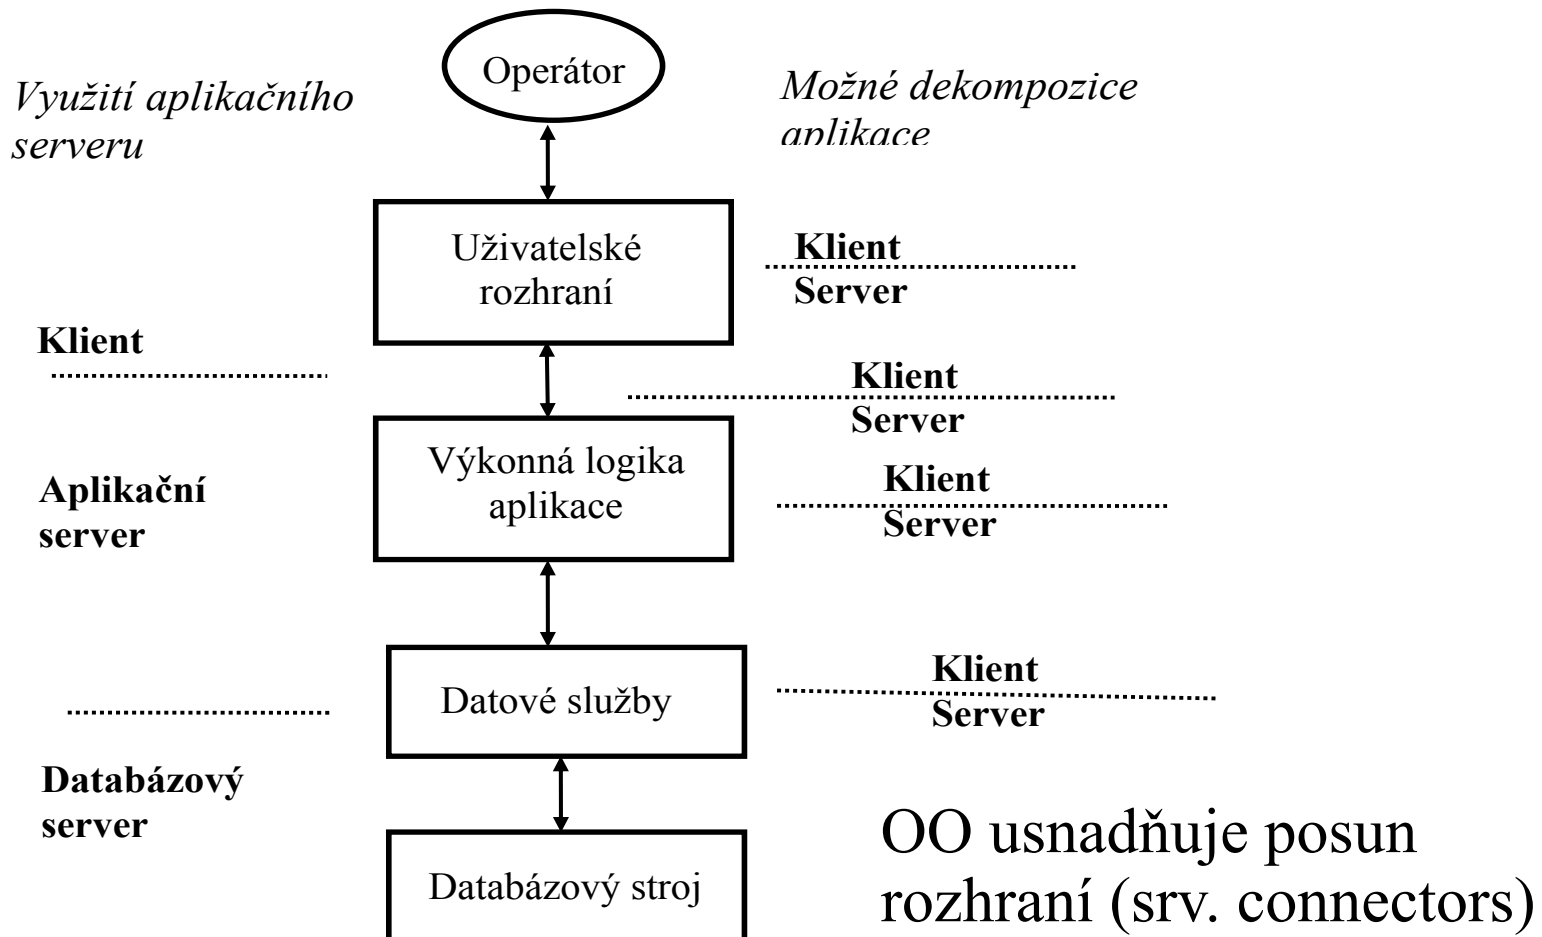 Operátor
Využití aplikačního
serveru
Možné dekompozice
aplikace
Uživatelské
rozhraní
Klient
Server
Klient
Klient
Server
Výkonná logika
aplikace
Aplikační
server
Klient
Server
Datové služby
Klient
Server
Databázový
server
Databázový stroj
OO usnadňuje posun
rozhraní (srv. connectors)